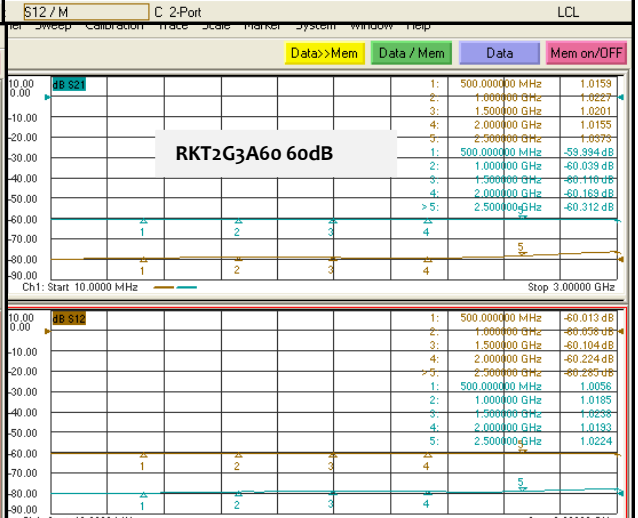 S12 / M C 2-Port LCL
Sweep Calibration Trace Scale Marker System Window Help
Data>>Mem Data / Mem Data Mem on/OFF
10.00 dB S21 1: 500.000000 MHz 1.0159
0.00 2: 1.000000 GHz 1.0227
-10.00 3: 1.500000 GHz 1.0201
4: 2.000000 GHz 1.0155
-20.00 5: 2.500000 GHz 1.0373
RKT2G3A60 60dB
1: 500.000000 MHz -59.994 dB
-30.00 2: 1.000000 GHz -60.039 dB
-40.00 3: 1.500000 GHz -60.110 dB
4: 2.000000 GHz -60.169 dB
-50.00 > 5: 2.500000 GHz -60.312 dB
-60.00 5
1 2 3 4
-70.00
-80.00 5
-90.00 1 2 3 4
Ch1: Start 10.0000 MHz Stop 3.00000 GHz
10.00 dB S12 1: 500.000000 MHz -60.013 dB
0.00 2: 1.000000 GHz -60.058 dB
-10.00 3: 1.500000 GHz -60.104 dB
4: 2.000000 GHz -60.224 dB
-20.00 > 5: 2.500000 GHz -60.285 dB
1: 500.000000 MHz 1.0056
-30.00 2: 1.000000 GHz 1.0185
-40.00 3: 1.500000 GHz 1.0238
4: 2.000000 GHz 1.0193
-50.00 5: 2.500000 GHz 1.0224
-60.00 5
1 2 3 4
-70.00
-80.00 5
-90.00 1 2 3 4